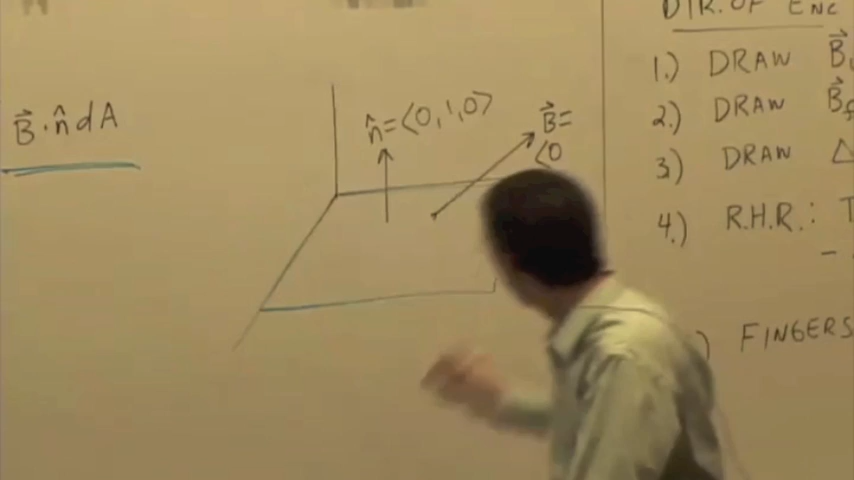 B⃗·n̂dA
n̂=<0,1,0>
B⃗=
<0
DIR. OF ENC
1.) DRAW B⃗
2.) DRAW B⃗
3.) DRAW Δ
4.) R.H.R.: T
-
) FINGERS